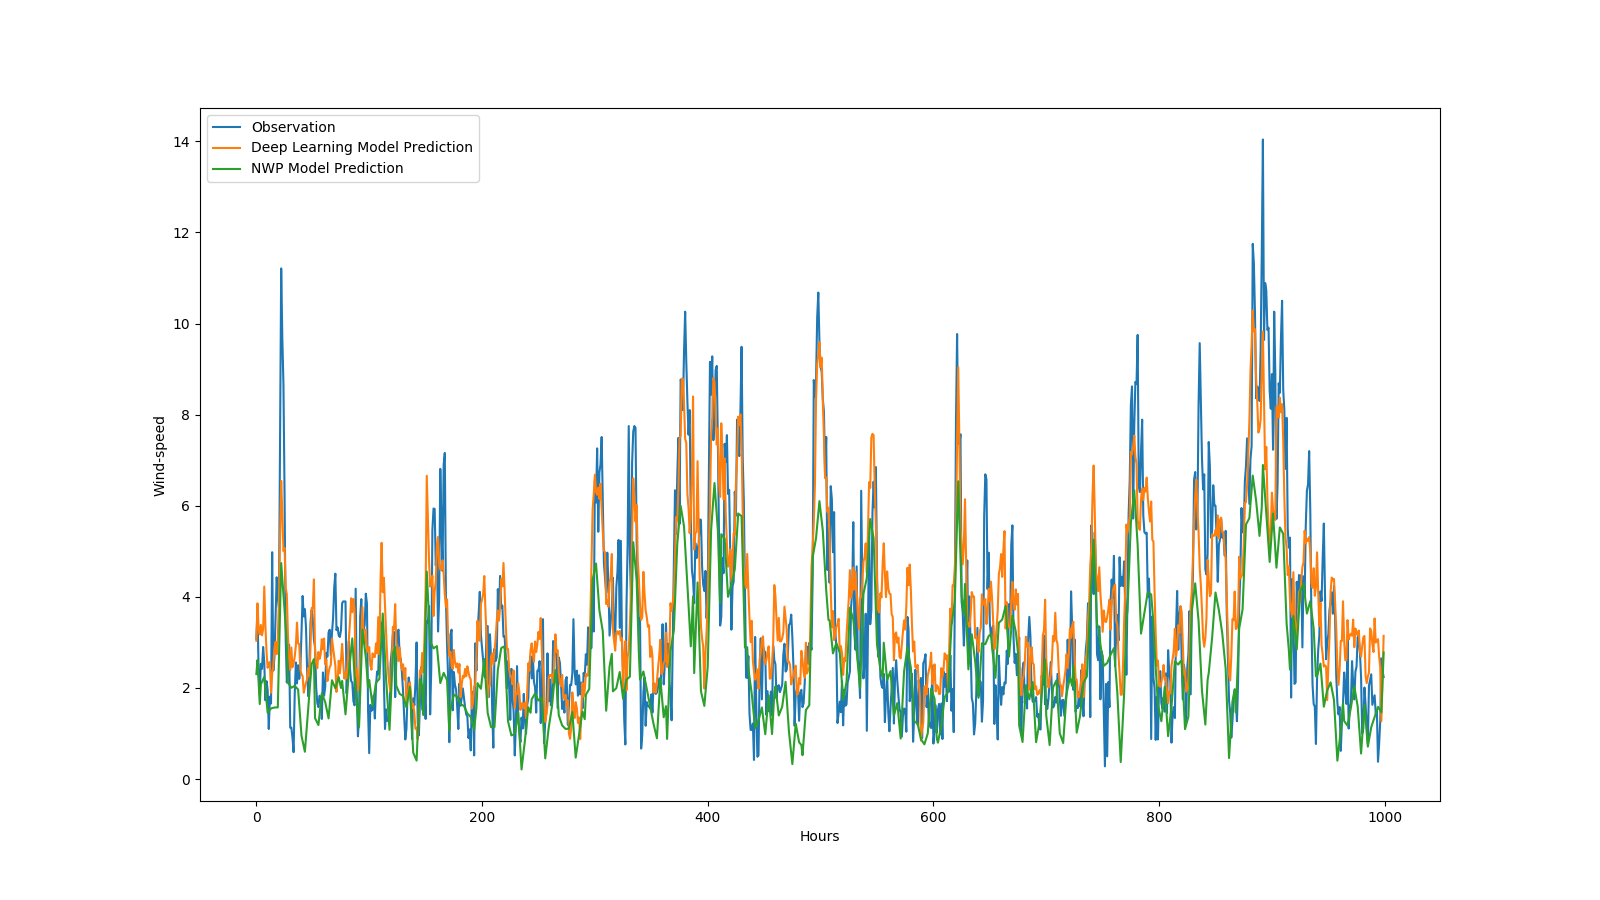 Observation
Deep Learning Model Prediction
NWP Model Prediction
14
12
10
8
6
4
2
0
Wind-speed
0 200 400 600 800 1000
Hours